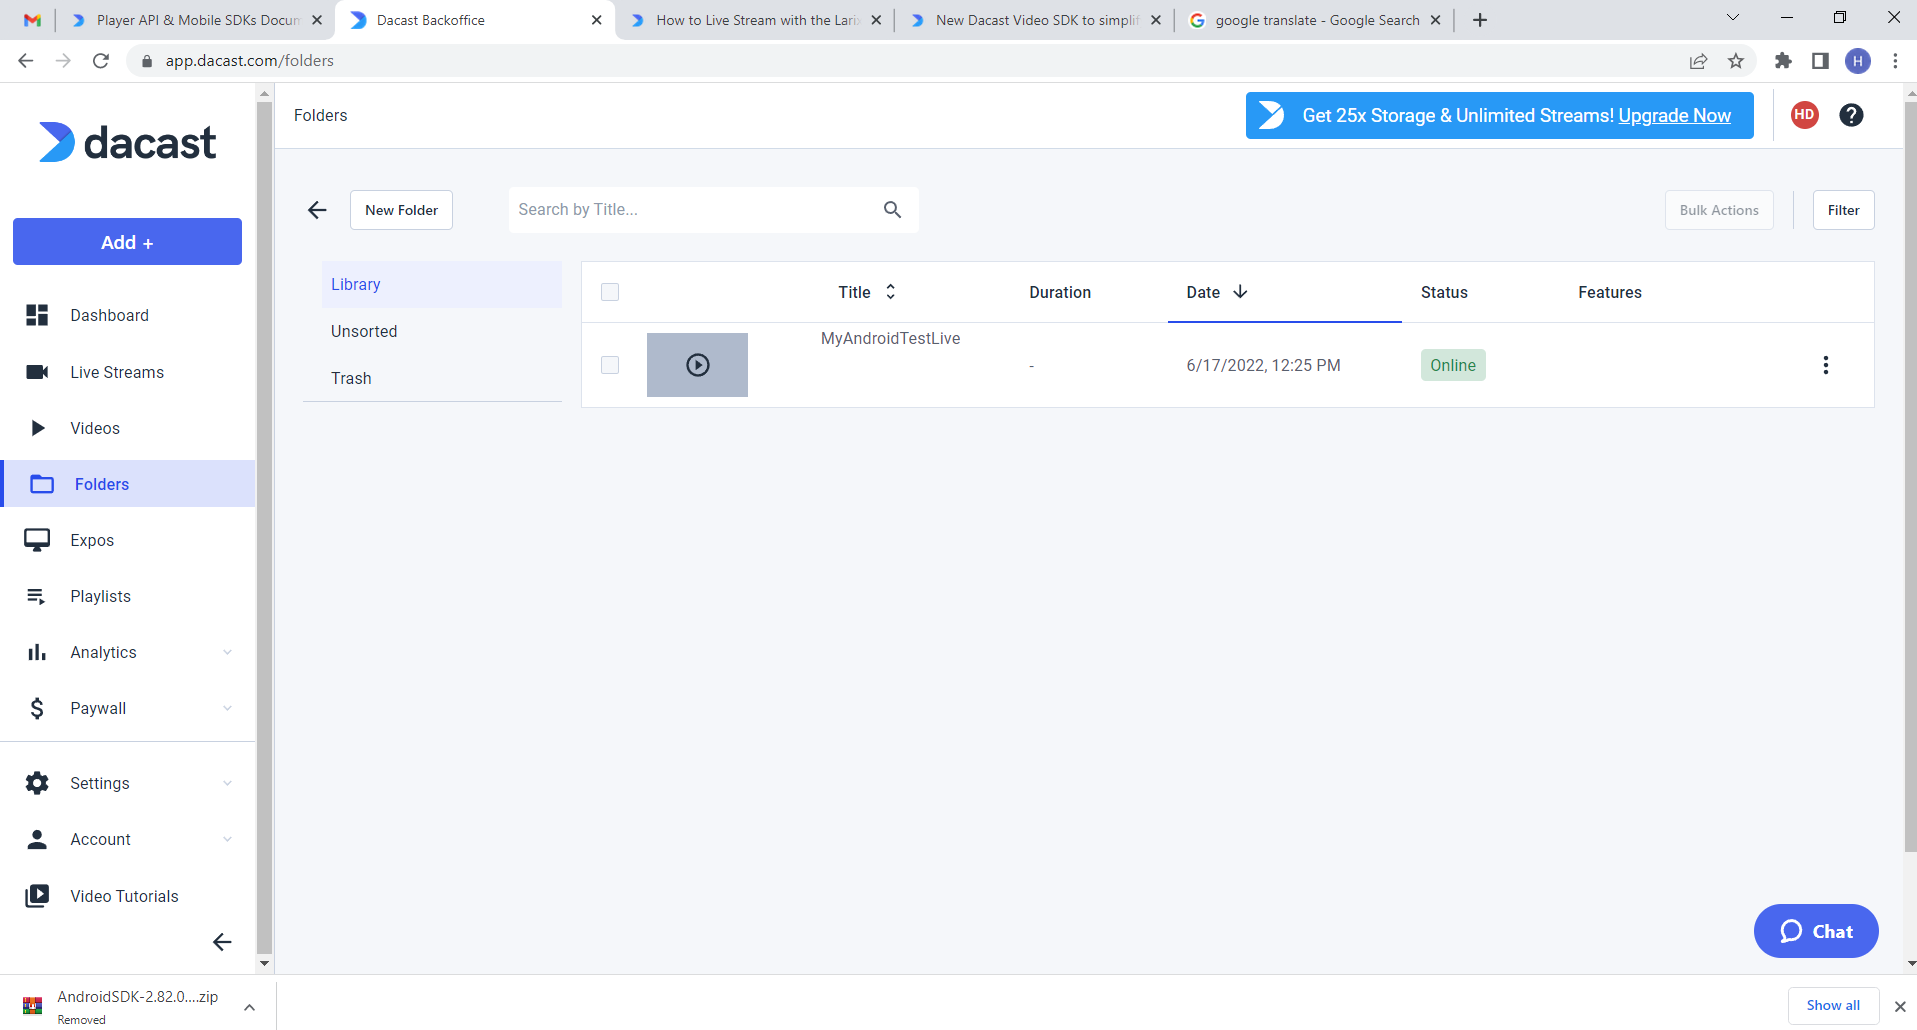 Player API & Mobile SDKs Docum
Dacast Backoffice
How to Live Stream with the Larix
New Dacast Video SDK to simplif
google translate - Google Search
app.dacast.com/folders
H
dacast
Folders
Get 25x Storage & Unlimited Streams! Upgrade Now
HD
?
Add +
New Folder
Search by Title...
Bulk Actions
Filter
Dashboard
Live Streams
Videos
Folders
Expos
Playlists
Analytics
Paywall
Settings
Account
Video Tutorials
Library
Unsorted
Trash
Title
Duration
Date
Status
Features
MyAndroidTestLive
-
6/17/2022, 12:25 PM
Online
Chat
AndroidSDK-2.82.0....zip
Removed
Show all